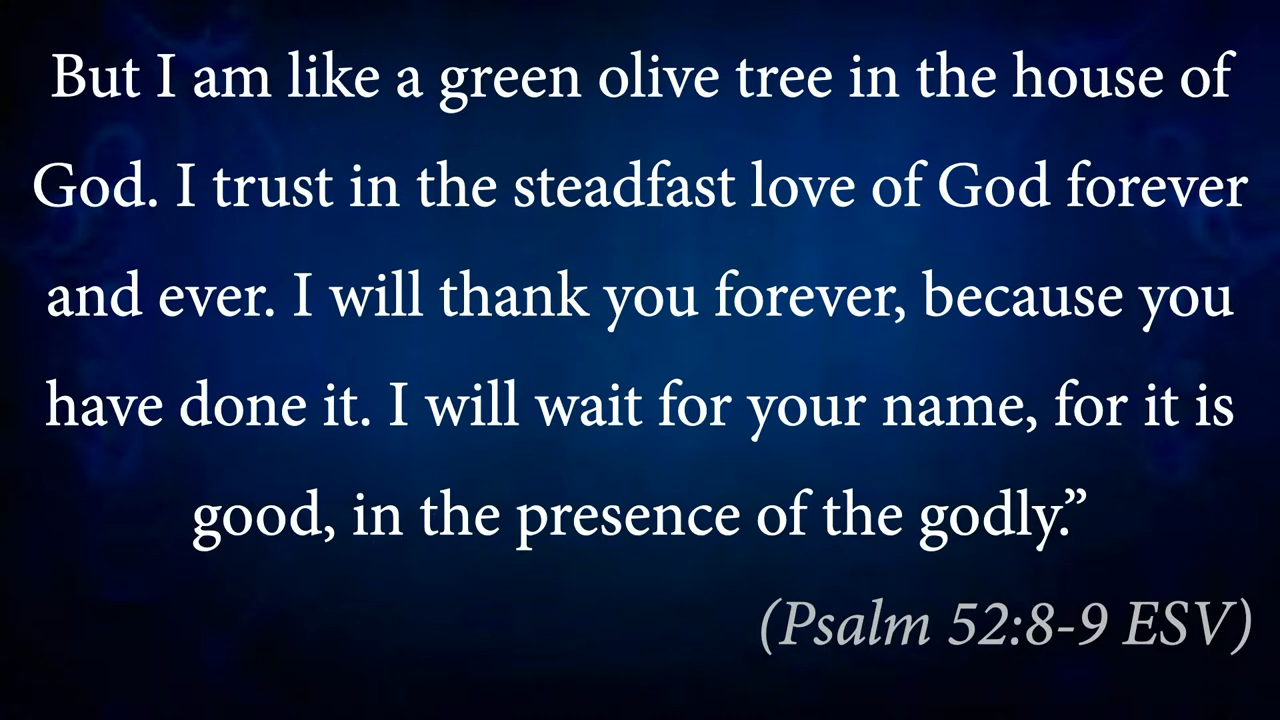 But I am like a green olive tree in the house of
God. I trust in the steadfast love of God forever
and ever. I will thank you forever, because you
have done it. I will wait for your name, for it is
good, in the presence of the godly.”
(Psalm 52:8-9 ESV)